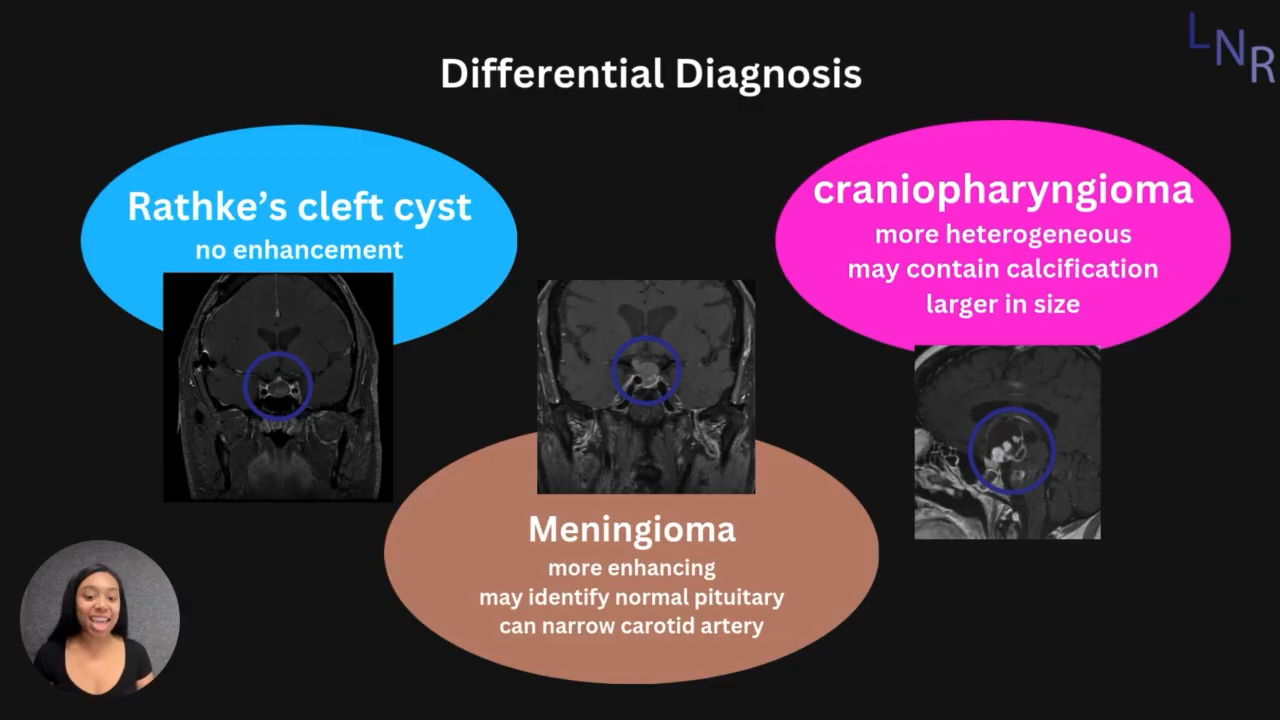 LNR
Differential Diagnosis
Rathke's cleft cyst
no enhancement
craniopharyngioma
more heterogeneous
may contain calcification
larger in size
Meningioma
more enhancing
may identify normal pituitary
can narrow carotid artery